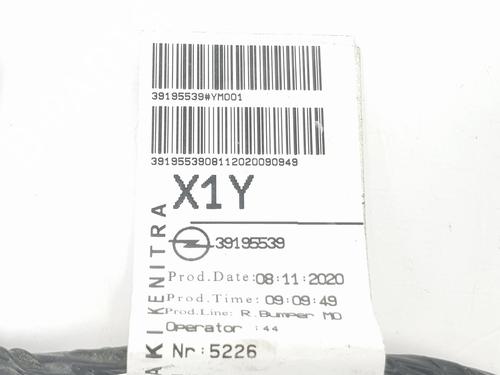 39195539#YM001
3919553908112020090949
X1Y
39195539
Prod.Date:08:11:2020
Prod.Time: 09:09:49
Prod.Line: R.Bumper MO
Operator :44
Nr:5226
AKI KENITRA